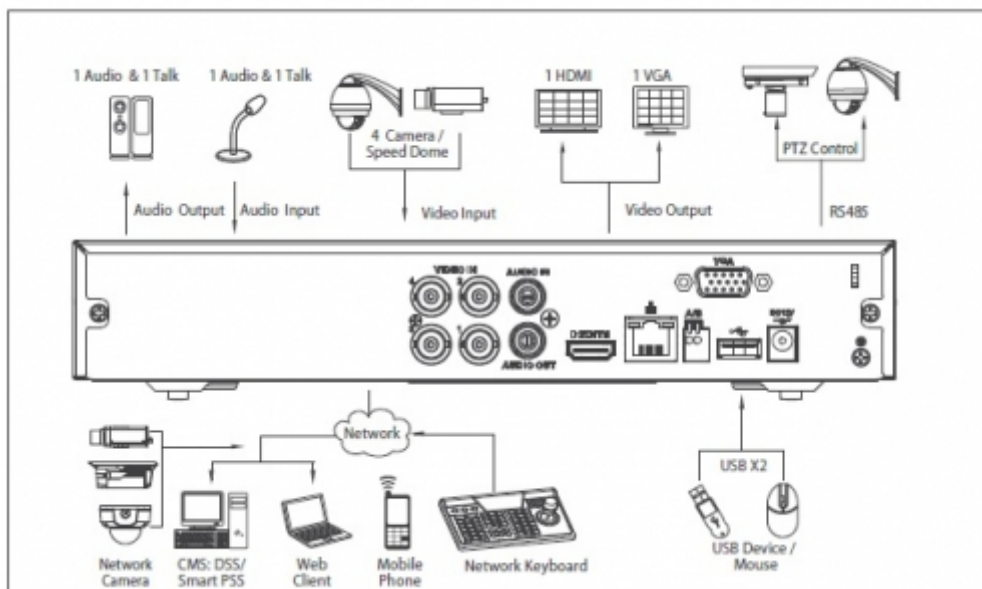 1 Audio & 1 Talk
1 Audio & 1 Talk
1 HDMI
1 VGA
4 Camera /
Speed Dome
PTZ Control
Audio Output
Audio Input
Video Input
Video Output
RS485
VIDEO IN
AUDIO IN
VGA
4
1
A/B
AUDIO OUT
Network
USB X2
Network
Camera
CMS: DSS/
Smart PSS
Web
Client
Mobile
Phone
Network Keyboard
USB Device /
Mouse